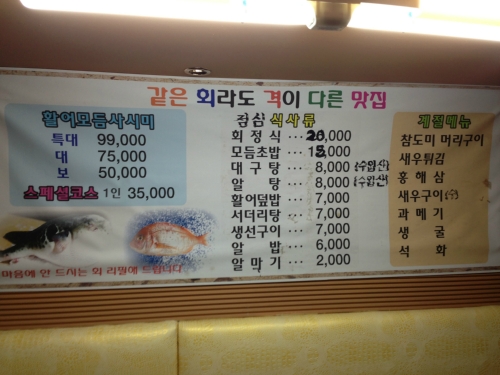 같은 회라도 격이 다른 맛집
활어모듬사시미
특대 99,000
대 75,000
보 50,000
스페셜코스 1인 35,000
마음에 안 드시는 회 리필해드립니다
점심 식사류
회정식 ... 20,000
모듬초밥 ... 15,000
대구탕 ... 8,000 (수입산)
알탕 ... 8,000 (수입산)
활어덮밥 ... 7,000
서더리탕 ... 7,000
생선구이 ... 7,000
알밥 ... 6,000
알마기 ... 2,000
계절메뉴
참도미 머리구이
새우튀김
홍해삼
새우구이
과메기
생굴
석화